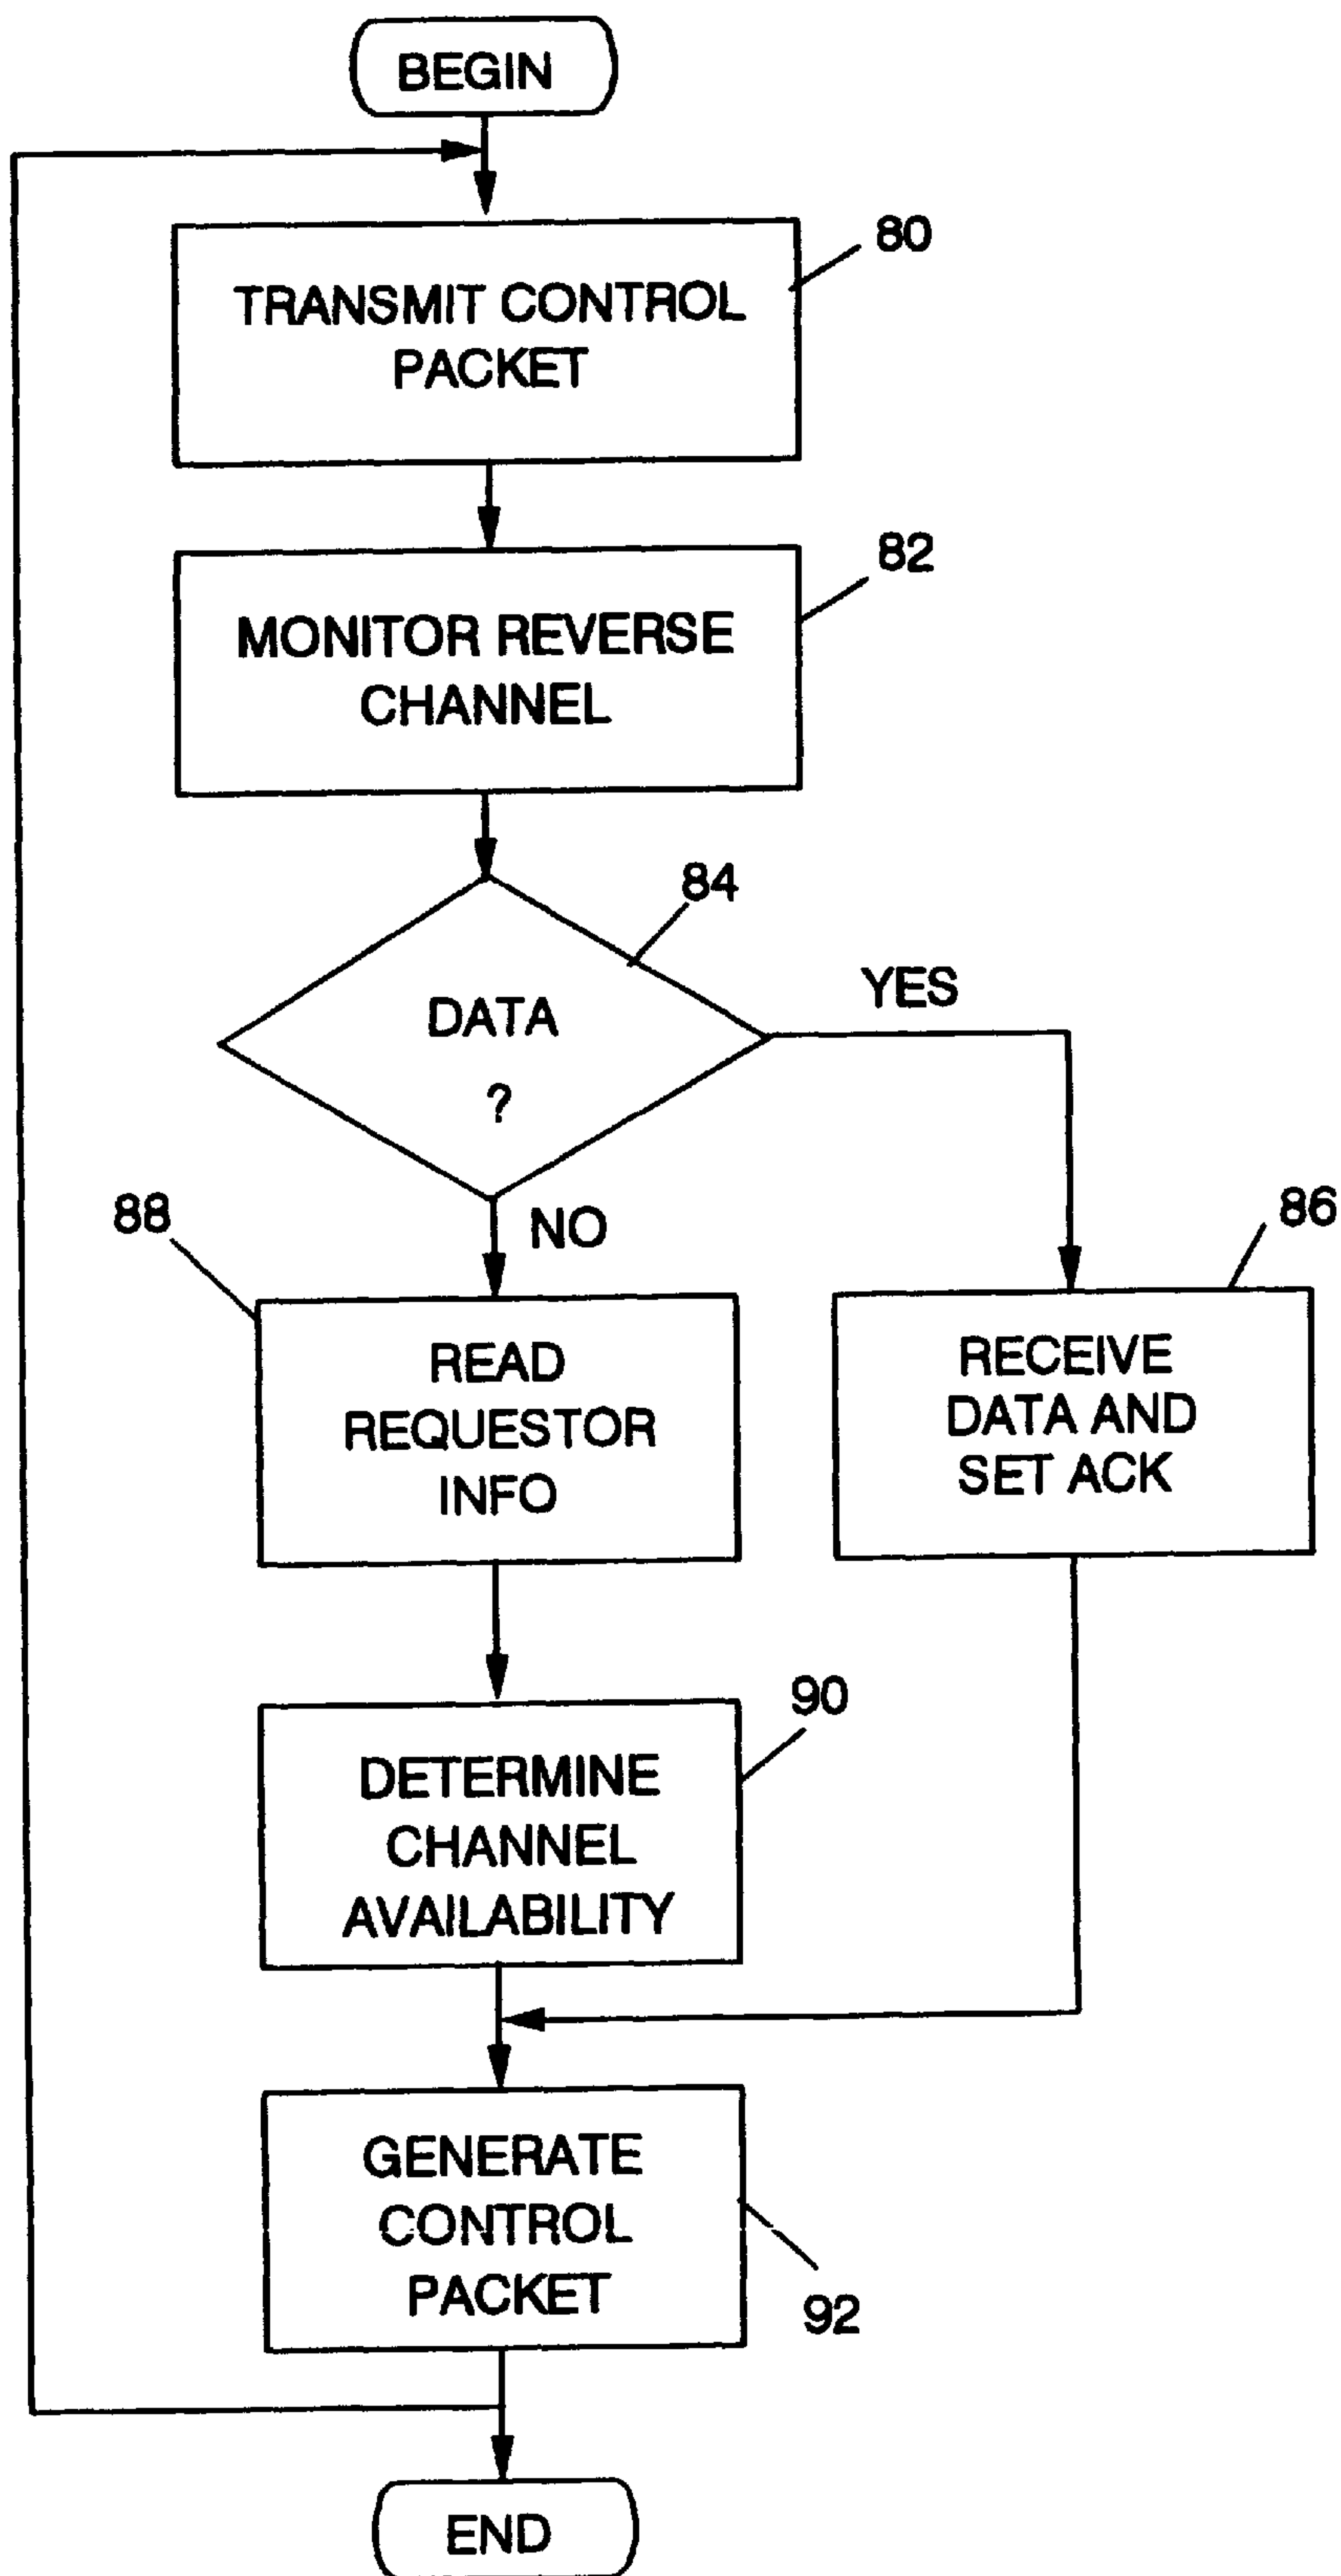 BEGIN
80
TRANSMIT CONTROL
PACKET
82
MONITOR REVERSE
CHANNEL
84
DATA
?
YES
NO
88
86
READ
REQUESTOR
INFO
RECEIVE
DATA AND
SET ACK
90
DETERMINE
CHANNEL
AVAILABILITY
GENERATE
CONTROL
PACKET
92
END